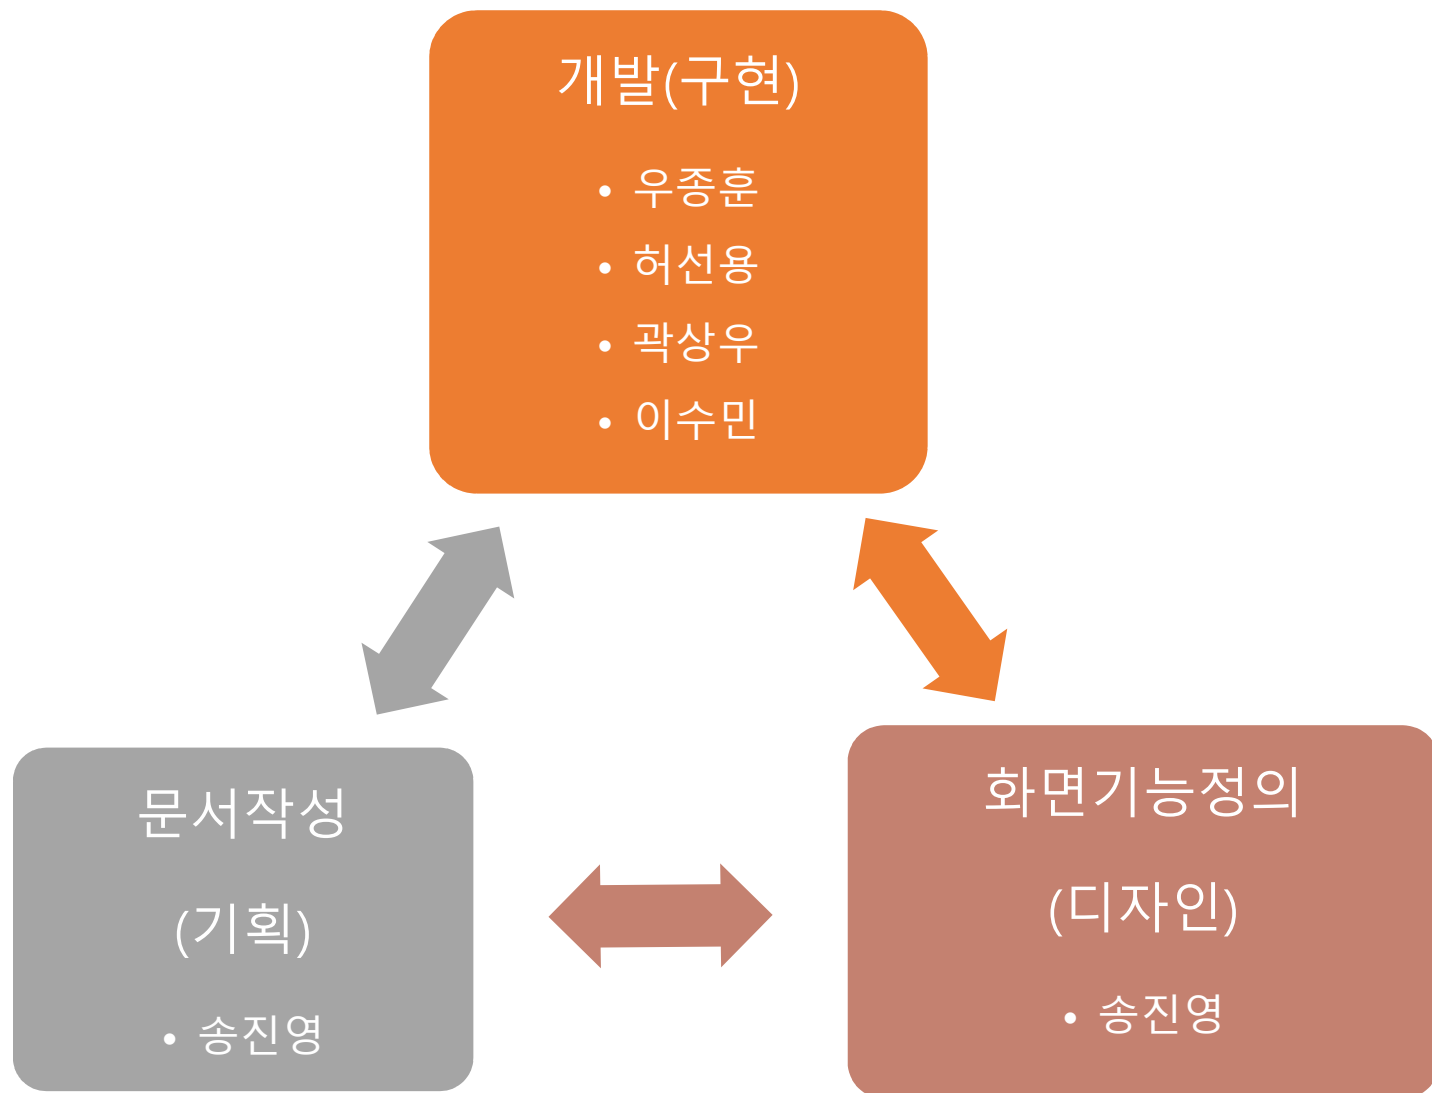 개발(구현)
• 우종훈
• 허선용
• 곽상우
• 이수민
문서작성
(기획)
• 송진영
화면기능정의
(디자인)
• 송진영